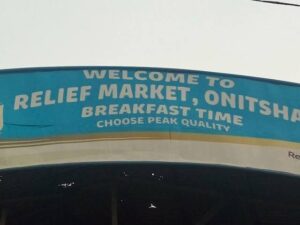 WELCOME TO
RELIEF MARKET, ONITSHA
BREAKFAST TIME
CHOOSE PEAK QUALITY